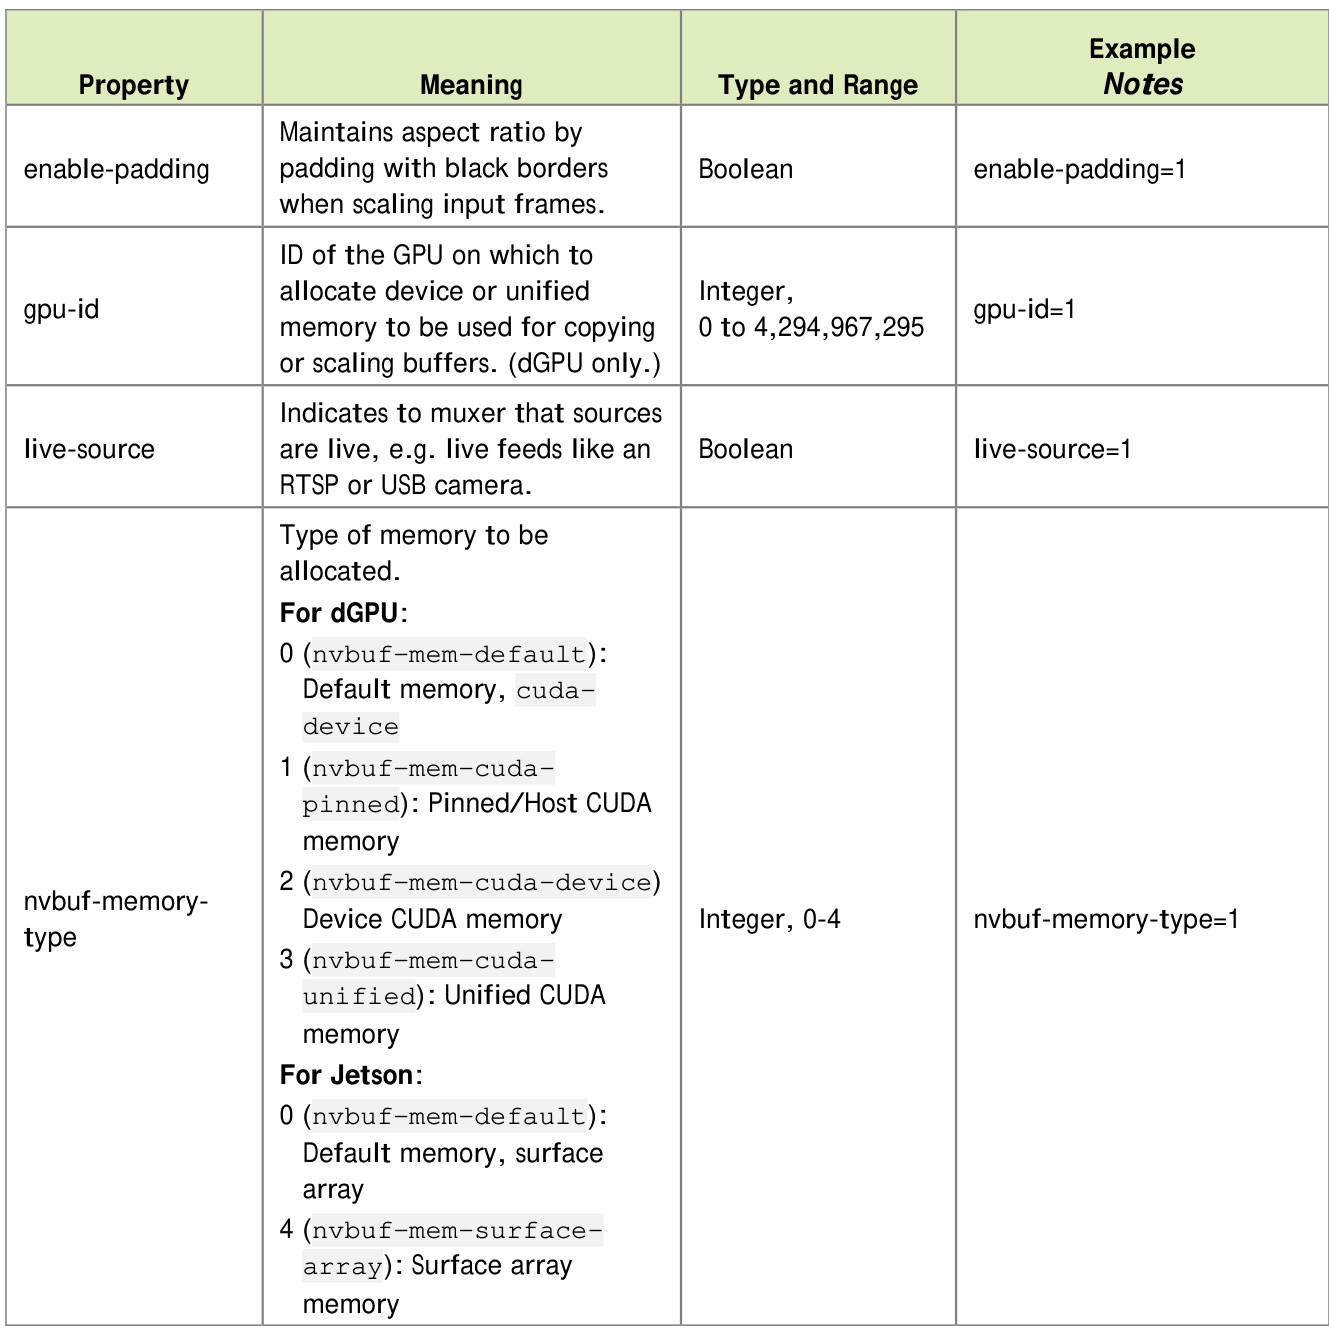 Property
Meaning
Type and Range
Example
Notes
enable-padding
Maintains aspect ratio by
padding with black borders
when scaling input frames.
Boolean
enable-padding=1
gpu-id
ID of the GPU on which to
allocate device or unified
memory to be used for copying
or scaling buffers. (dGPU only.)
Integer,
0 to 4,294,967,295
gpu-id=1
live-source
Indicates to muxer that sources
are live, e.g. live feeds like an
RTSP or USB camera.
Boolean
live-source=1
nvbuf-memory-
type
Type of memory to be
allocated.
For dGPU:
0 (nvbuf-mem-default):
Default memory, cuda-
device
1 (nvbuf-mem-cuda-
pinned): Pinned/Host CUDA
memory
2 (nvbuf-mem-cuda-device)
Device CUDA memory
3 (nvbuf-mem-cuda-
unified): Unified CUDA
memory
For Jetson:
0 (nvbuf-mem-default):
Default memory, surface
array
4 (nvbuf-mem-surface-
array): Surface array
memory
Integer, 0-4
nvbuf-memory-type=1